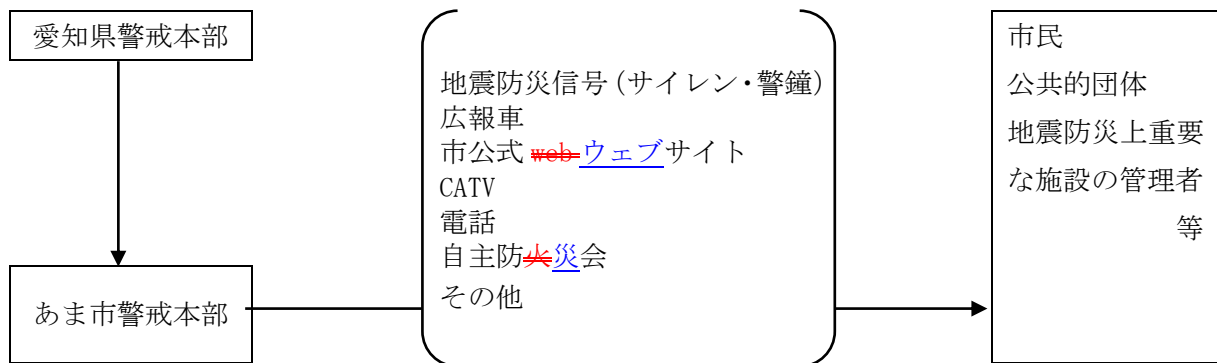 愛知県警戒本部
あま市警戒本部
地震防災信号(サイレン・警鐘)
広報車
市公式 web ウェブサイト
CATV
電話
自主防火災会
その他
市民
公共的団体
地震防災上重要
な施設の管理者
等